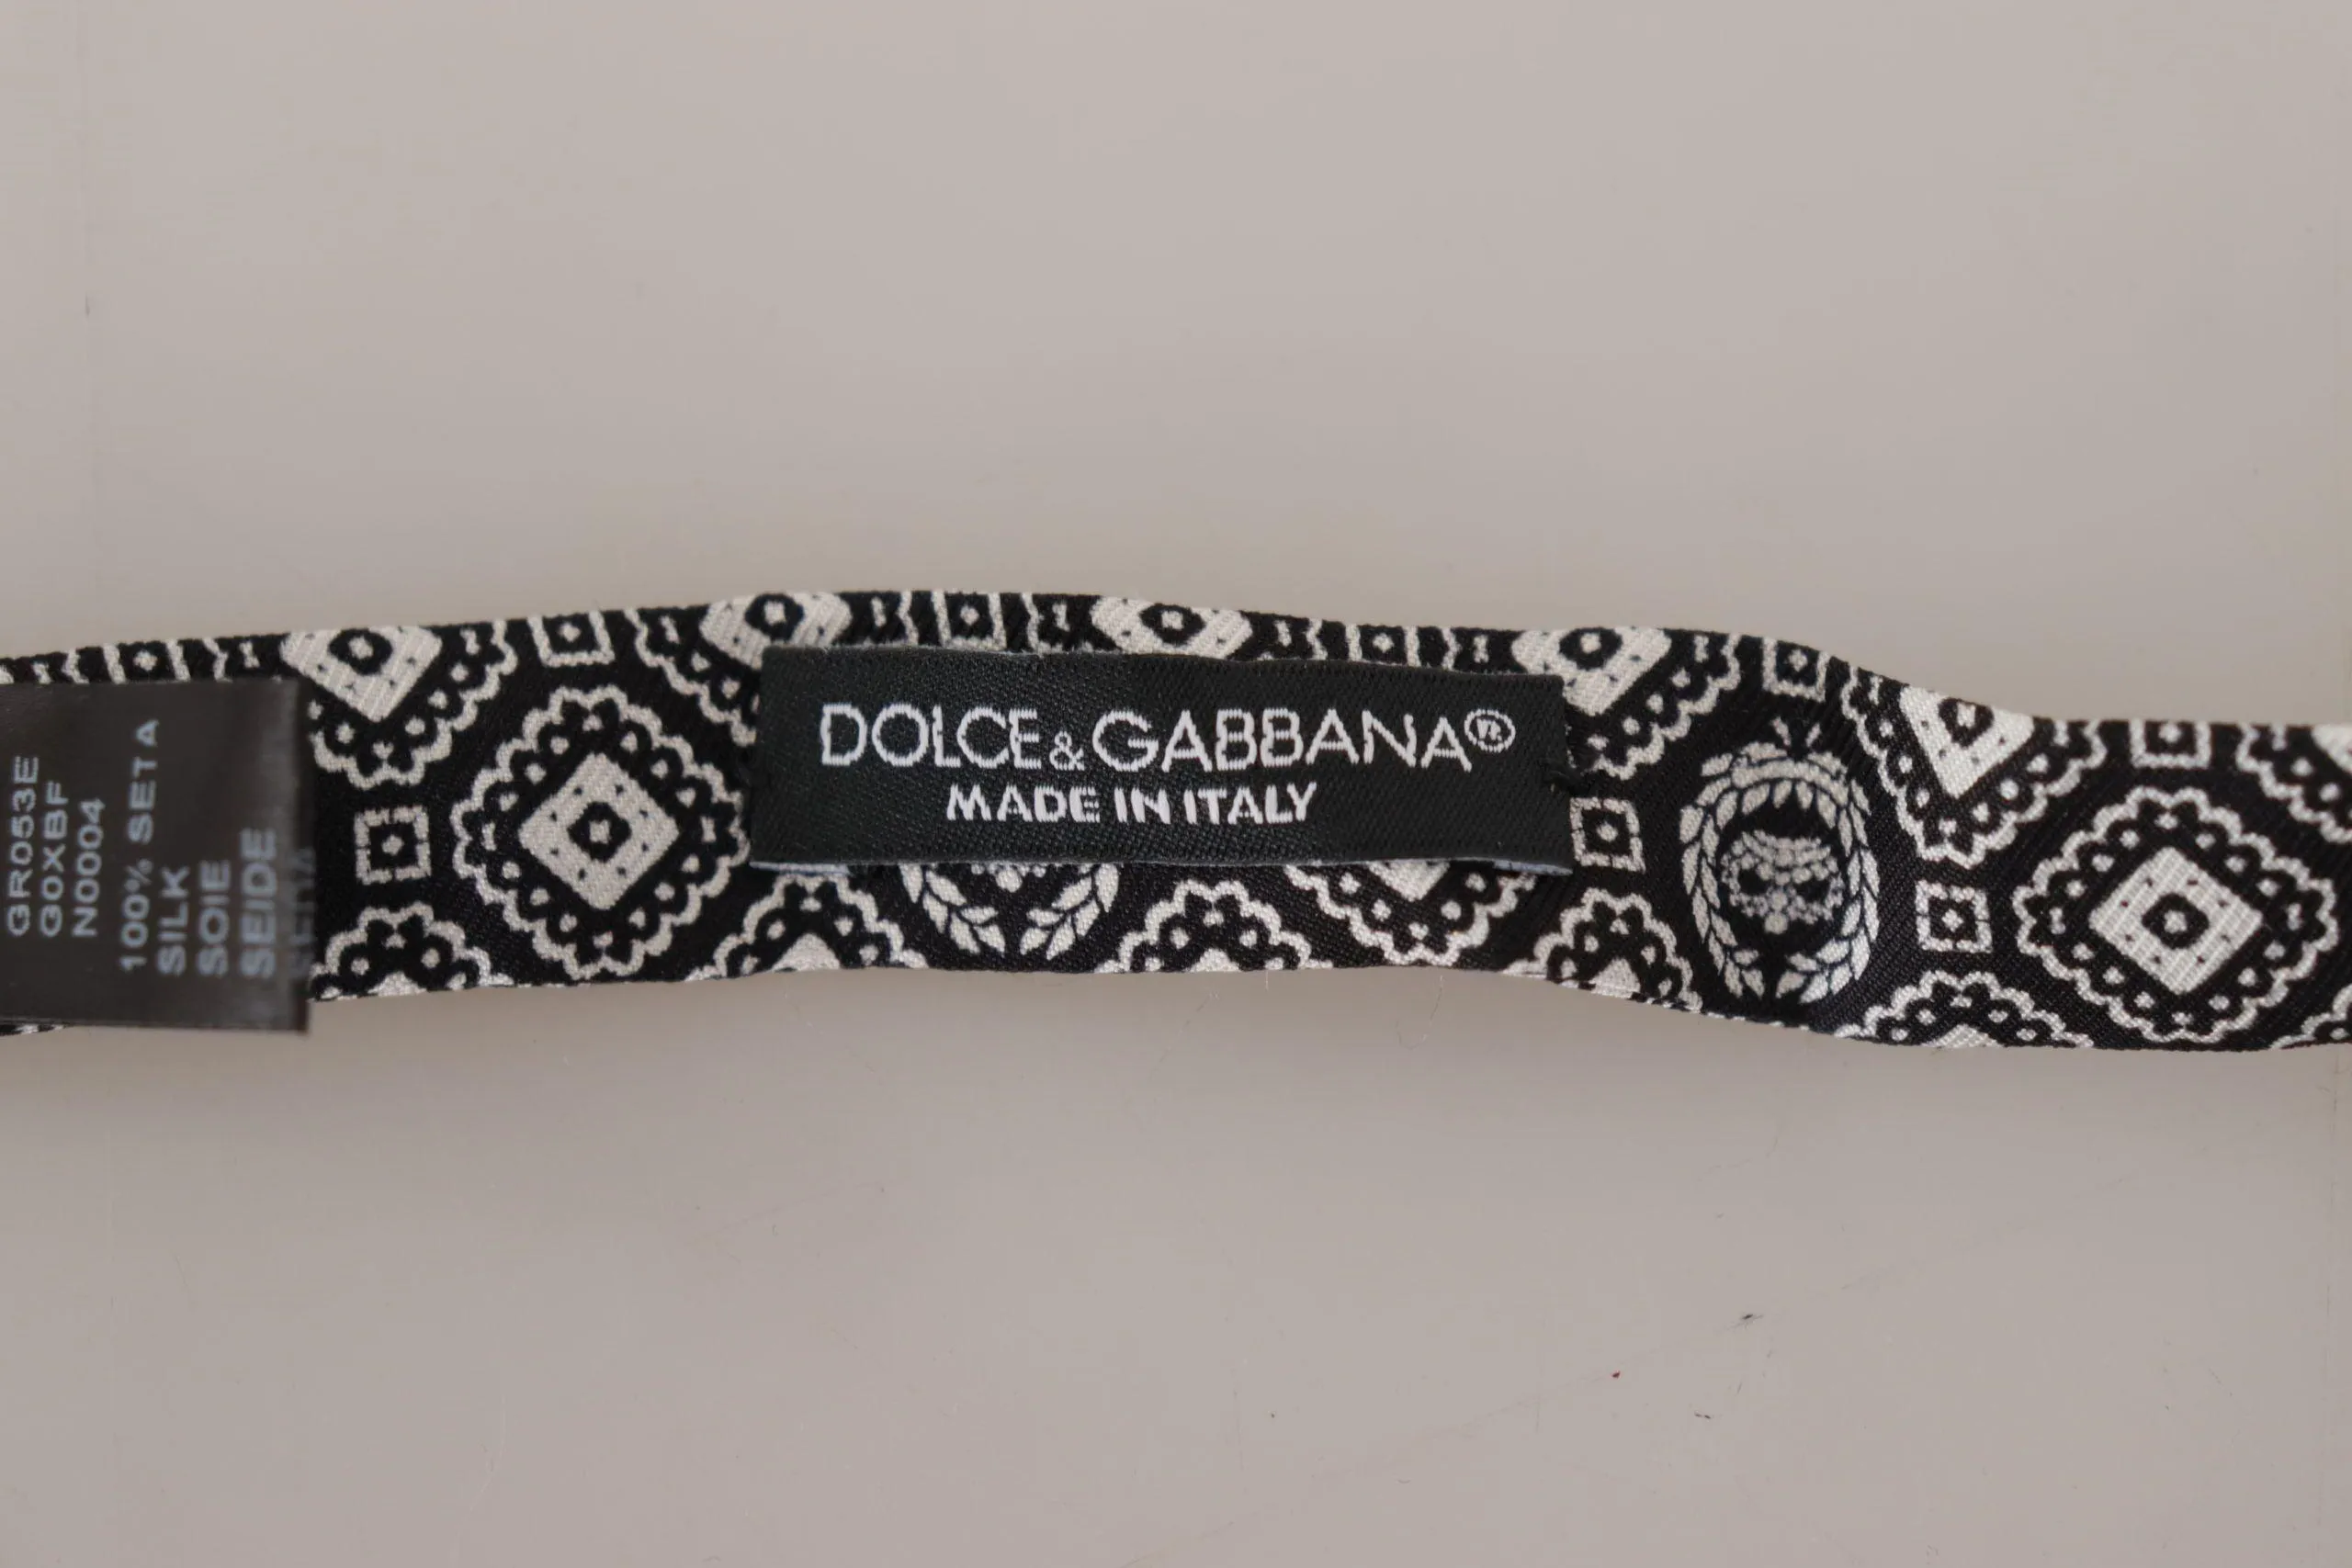 GR053E
G0XBF
N0004
100% SETA
SILK
SOIE
SEIDE
DOLCE & GABBANA®
MADE IN ITALY